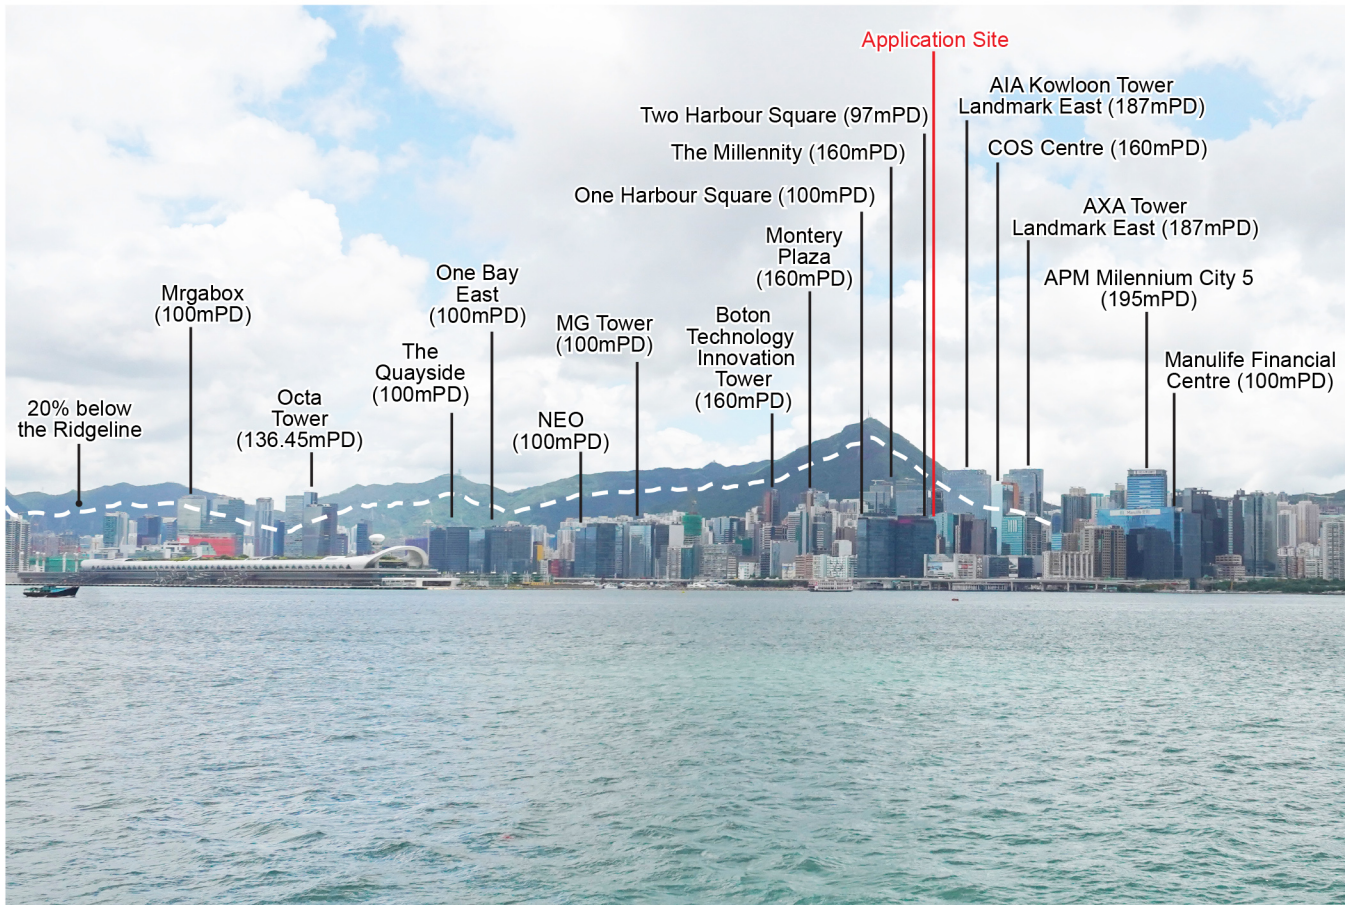 Application Site
AIA Kowloon Tower
Landmark East (187mPD)
Two Harbour Square (97mPD)
COS Centre (160mPD)
The Millennity (160mPD)
One Harbour Square (100mPD)
AXA Tower
Landmark East (187mPD)
Montery
Plaza
(160mPD)
APM Milennium City 5
(195mPD)
One Bay
East
(100mPD)
Mrgabox
(100mPD)
MG Tower
(100mPD)
Boton
Technology
Innovation
Tower
(160mPD)
The
Quayside
(100mPD)
Manulife Financial
Centre (100mPD)
Octa
Tower
(136.45mPD)
20% below
the Ridgeline
NEO
(100mPD)